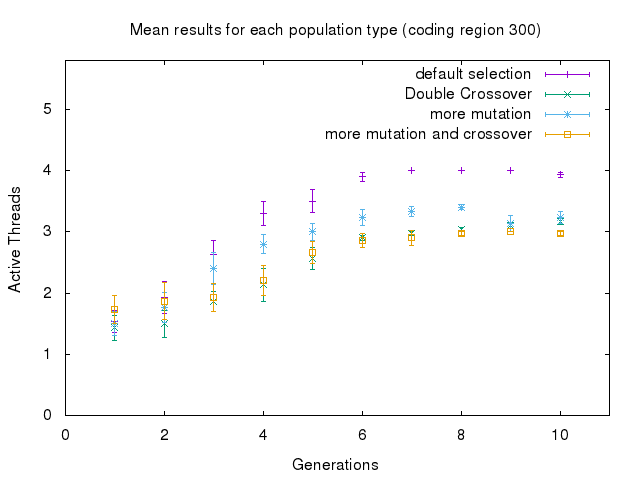 Mean results for each population type (coding region 300)
default selection
Double Crossover
more mutation
more mutation and crossover
5
4
3
2
1
0
Active Threads
0 2 4 6 8 10
Generations